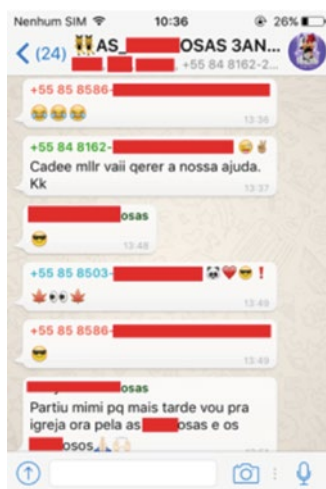 Nenhum SIM 10:36 26%
(24) AS_ OSAS 3AN...
, +55 84 8162-2...
+55 85 8586-
😂😂😂
13:36
+55 84 8162- 😄✌
Cadee mllr vaii qerer a nossa ajuda.
Kk
13:37
osas
😎
13:48
+55 85 8503- 🐼❤😎❗
🍁👀🍁
13:49
+55 85 8586-
😎
13:49
osas
Partiu mimi pq mais tarde vou pra
igreja ora pela as osas e os
osos